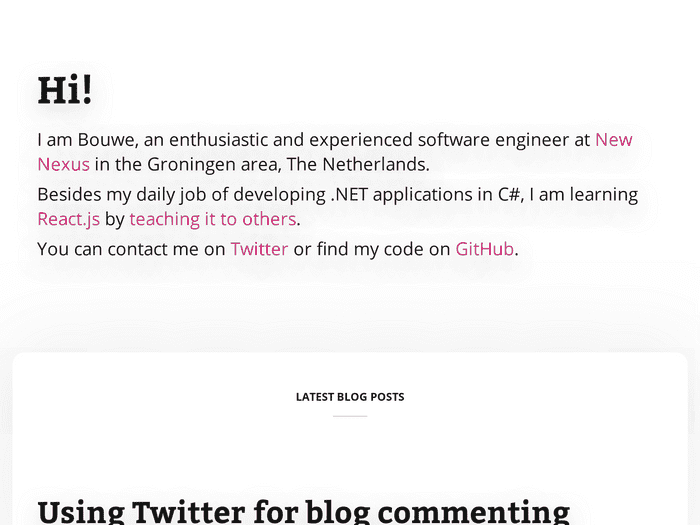 Hi!
I am Bouwe, an enthusiastic and experienced software engineer at New
Nexus in the Groningen area, The Netherlands.
Besides my daily job of developing .NET applications in C#, I am learning
React.js by teaching it to others.
You can contact me on Twitter or find my code on GitHub.
LATEST BLOG POSTS
Using Twitter for blog commenting